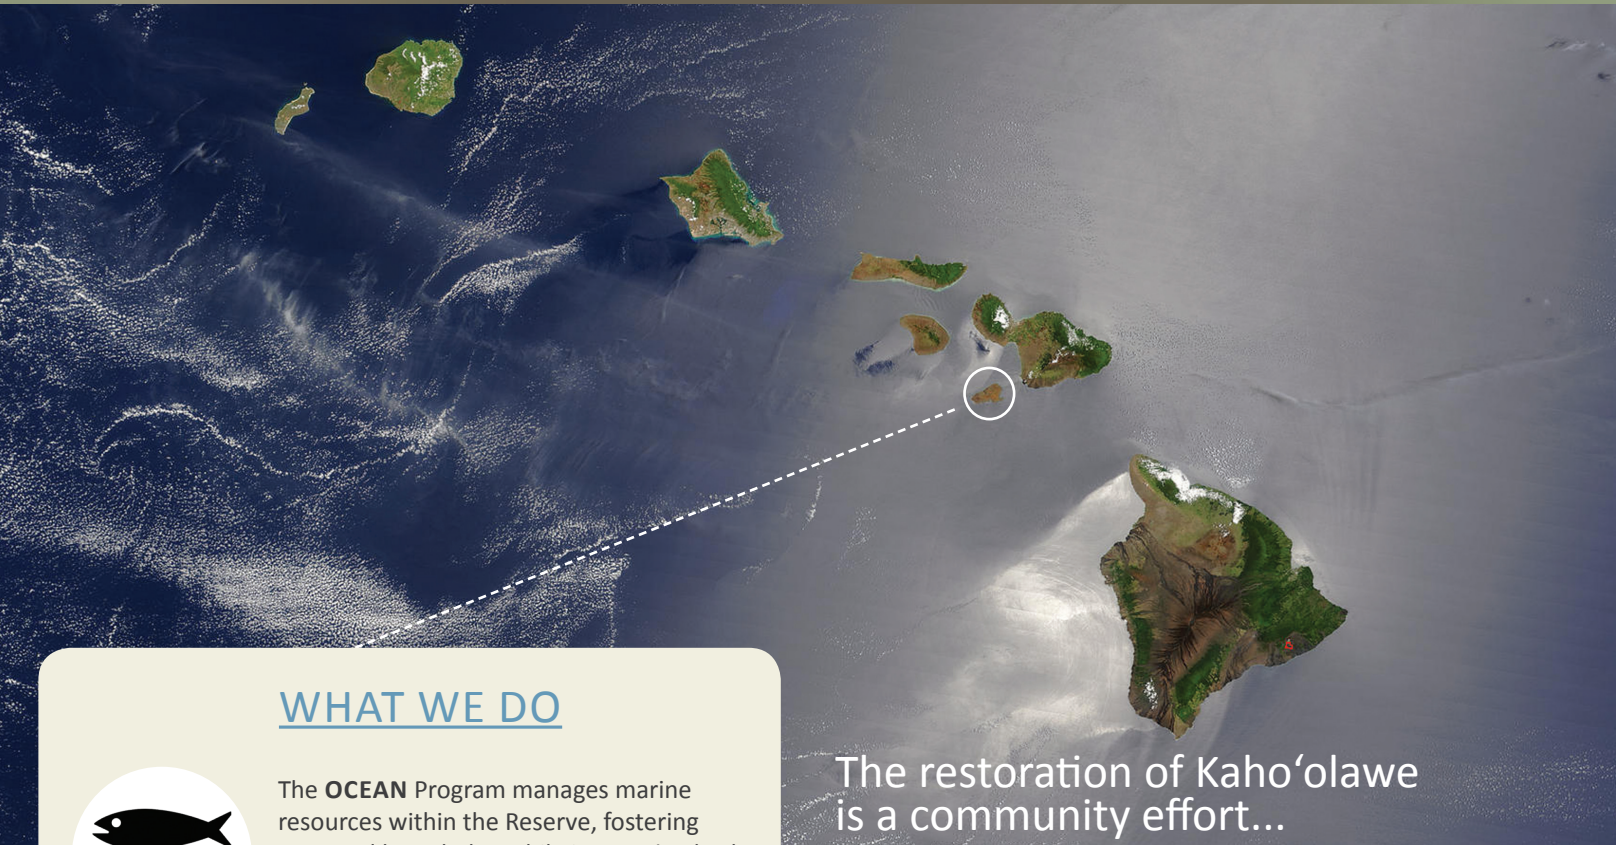 WHAT WE DO
The OCEAN Program manages marine
resources within the Reserve, fostering
The restoration of Kahoʻolawe
is a community effort...